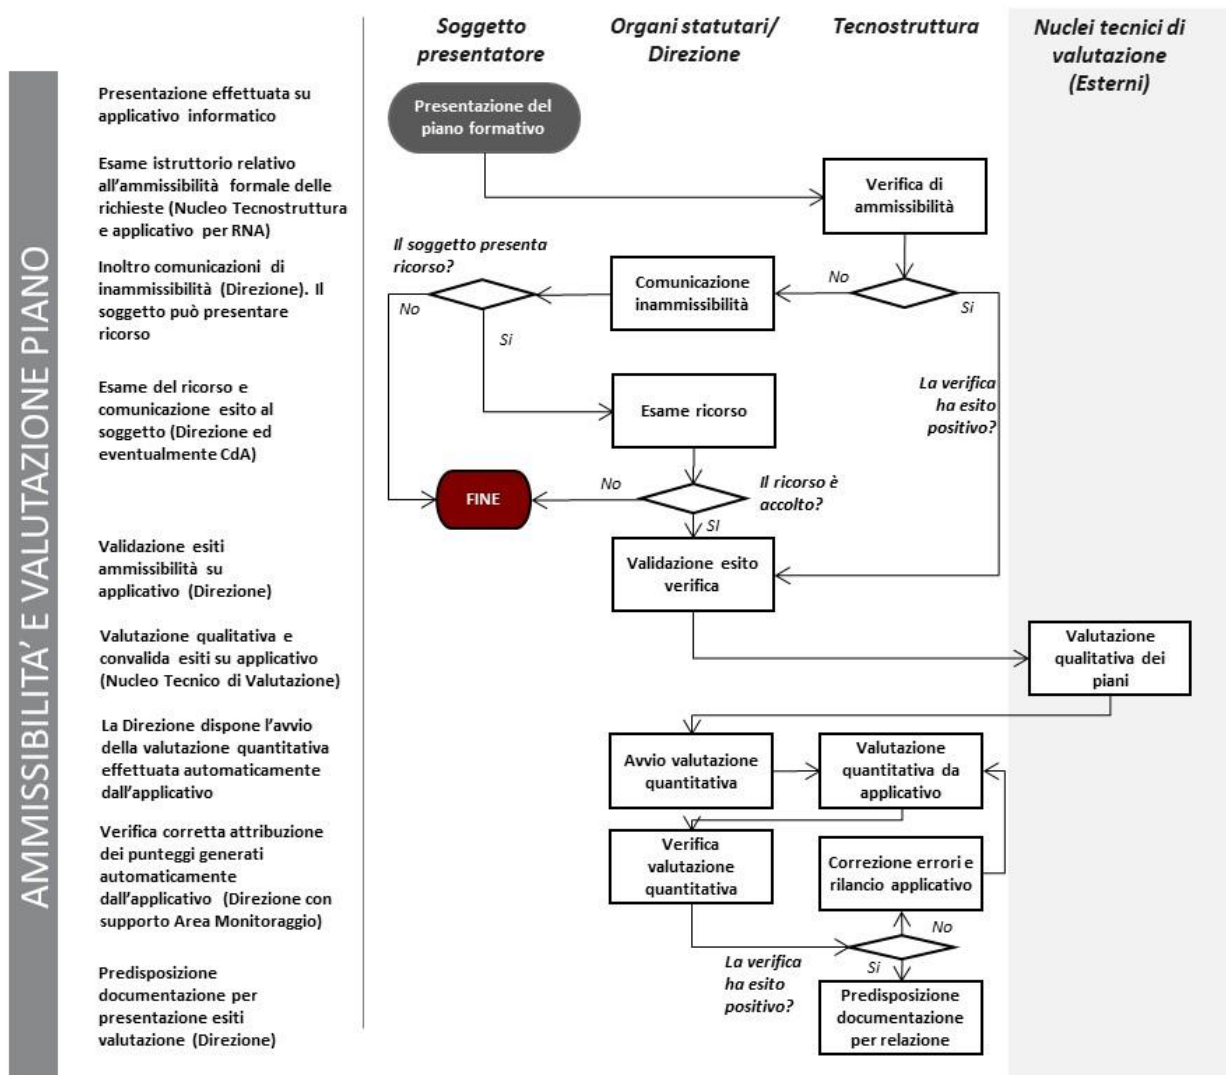 Soggetto
presentatore
Organi statutari/
Direzione
Tecnostruttura
Nuclei tecnici di
valutazione
(Esterni)
AMMISSIBILITA’ E VALUTAZIONE PIANO
Presentazione effettuata su
applicativo informatico
Presentazione del
piano formativo
Esame istruttorio relativo
all’ammissibilità formale delle
richieste (Nucleo Tecnostruttura
e applicativo per RNA)
Verifica di
ammissibilità
Inoltro comunicazioni di
inammissibilità (Direzione). Il
soggetto può presentare
ricorso
Il soggetto presenta
ricorso?
No
Si
Comunicazione
inammissibilità
No
Si
La verifica
ha esito
positivo?
Esame del ricorso e
comunicazione esito al
soggetto (Direzione ed
eventualmente CdA)
Esame ricorso
FINE
No
Il ricorso è
accolto?
SI
Validazione esiti
ammissibilità su
applicativo (Direzione)
Validazione esito
verifica
Valutazione qualitativa e
convalida esiti su applicativo
(Nucleo Tecnico di Valutazione)
Valutazione
qualitativa dei
piani
La Direzione dispone l’avvio
della valutazione quantitativa
effettuata automaticamente
dall’applicativo
Avvio valutazione
quantitativa
Valutazione
quantitativa da
applicativo
Verifica corretta attribuzione
dei punteggi generati
automaticamente
dall’applicativo (Direzione con
supporto Area Monitoraggio)
Verifica
valutazione
quantitativa
Correzione errori e
rilancio applicativo
No
La verifica
ha esito
positivo?
Si
Predisposizione
documentazione per
presentazione esiti
valutazione (Direzione)
Predisposizione
documentazione
per relazione